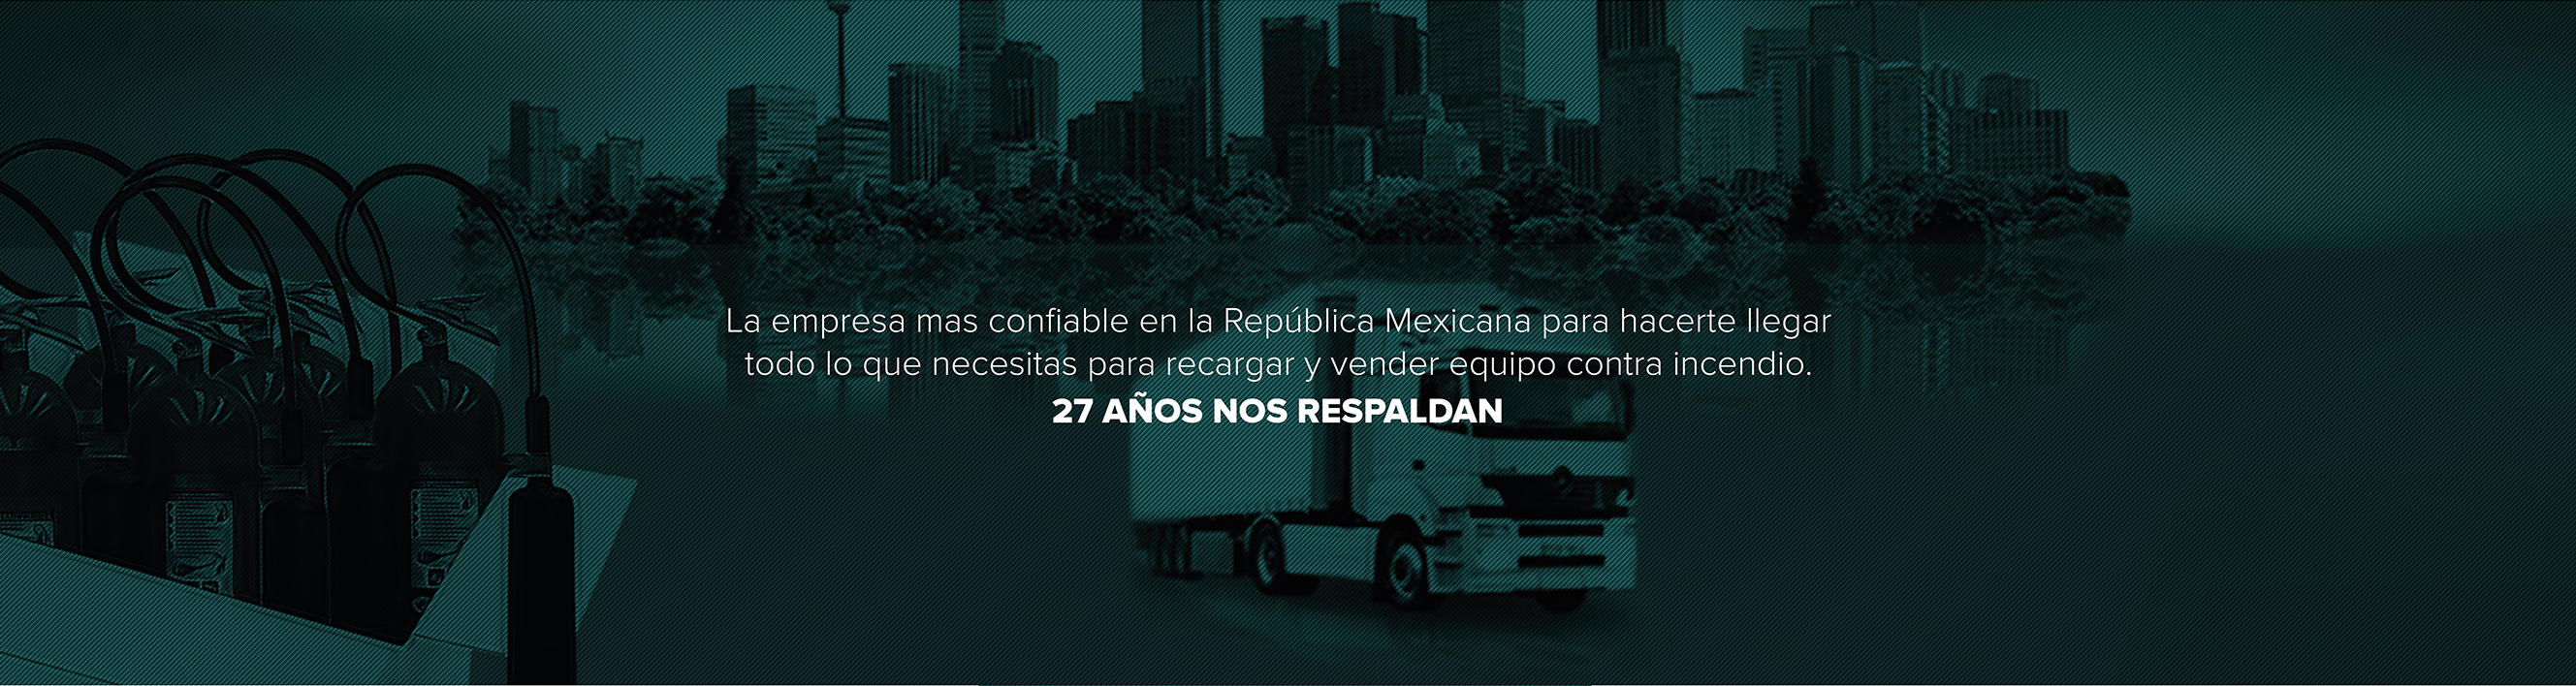 La empresa mas confiable en la República Mexicana para hacerte llegar
todo lo que necesitas para recargar y vender equipo contra incendio.
27 AÑOS NOS RESPALDAN